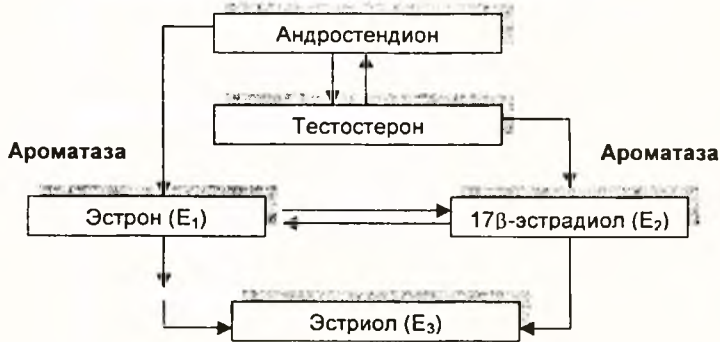 Андростендион
Тестостерон
Ароматаза
Ароматаза
Эстрон (E₁)
17β-эстрадиол (E₂)
Эстриол (E₃)